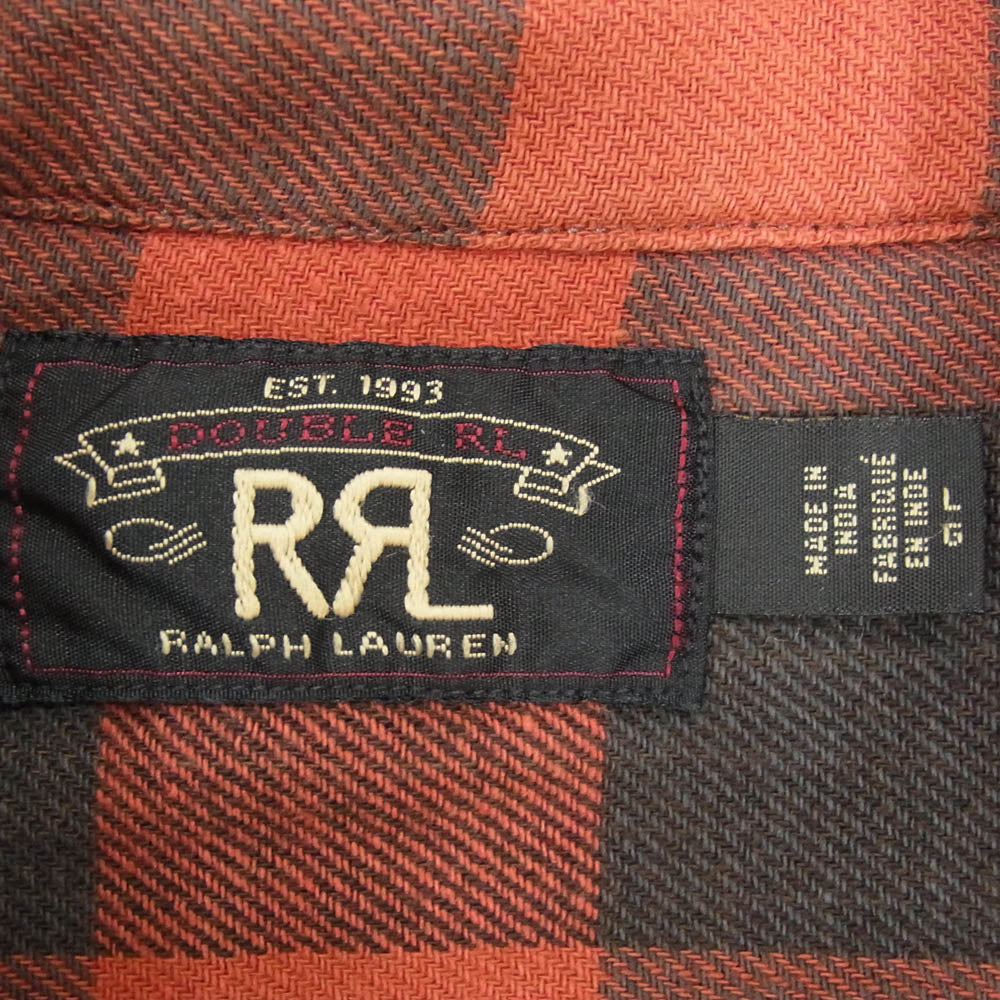 EST. 1993
DOUBLE RL
RRL
RALPH LAUREN
MADE IN
INDIA
FABRIQUÉ
EN INDE